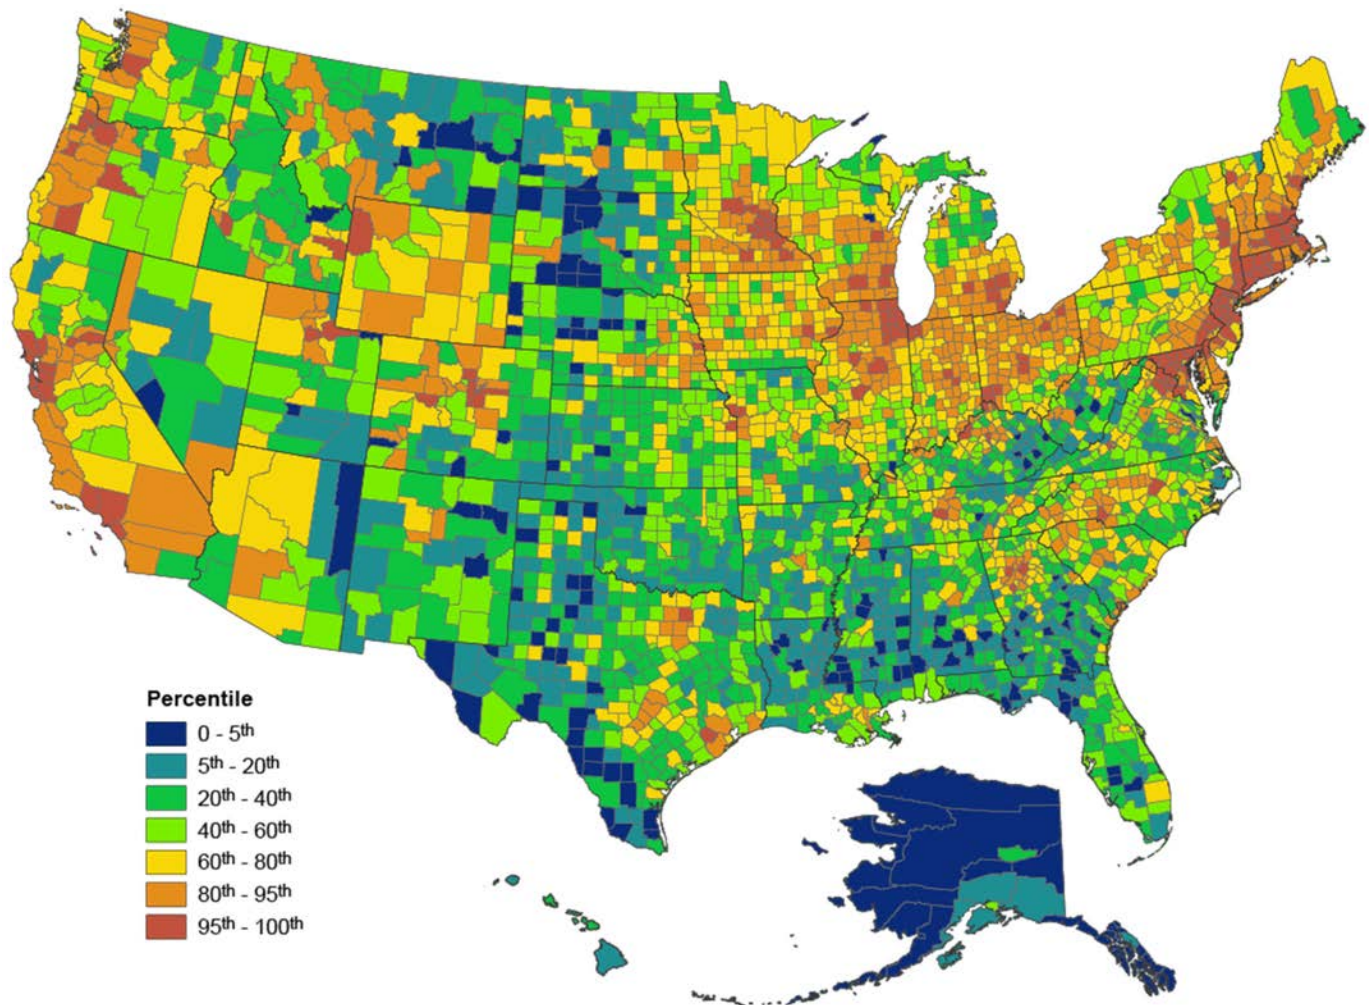 Percentile
0 - 5th
5th - 20th
20th - 40th
40th - 60th
60th - 80th
80th - 95th
95th - 100th